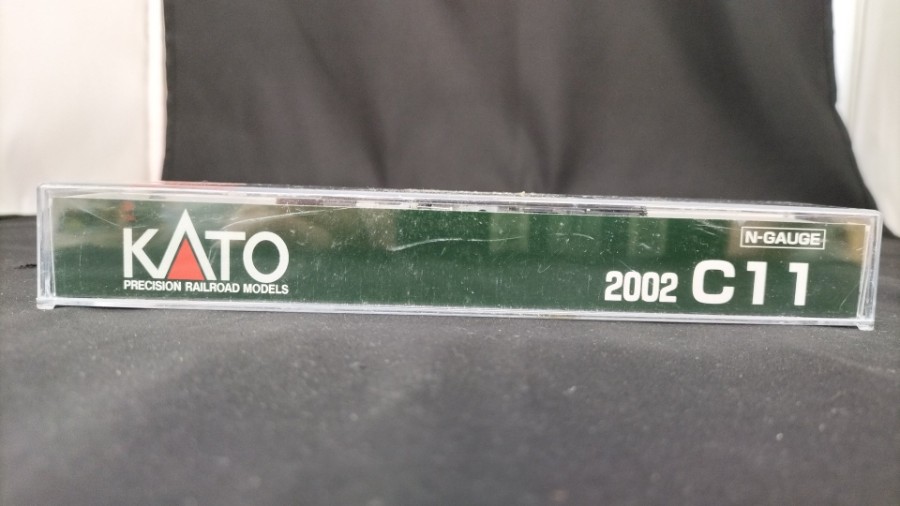 KATO
PRECISION RAILROAD MODELS
N-GAUGE
2002 C11